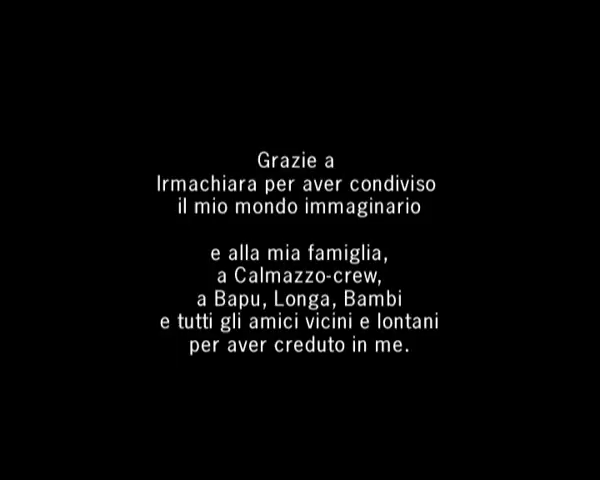 Grazie a
Irmachiara per aver condiviso
il mio mondo immaginario
e alla mia famiglia,
a Calmazzo-crew,
a Bapu, Longa, Bambi
e tutti gli amici vicini e lontani
per aver creduto in me.